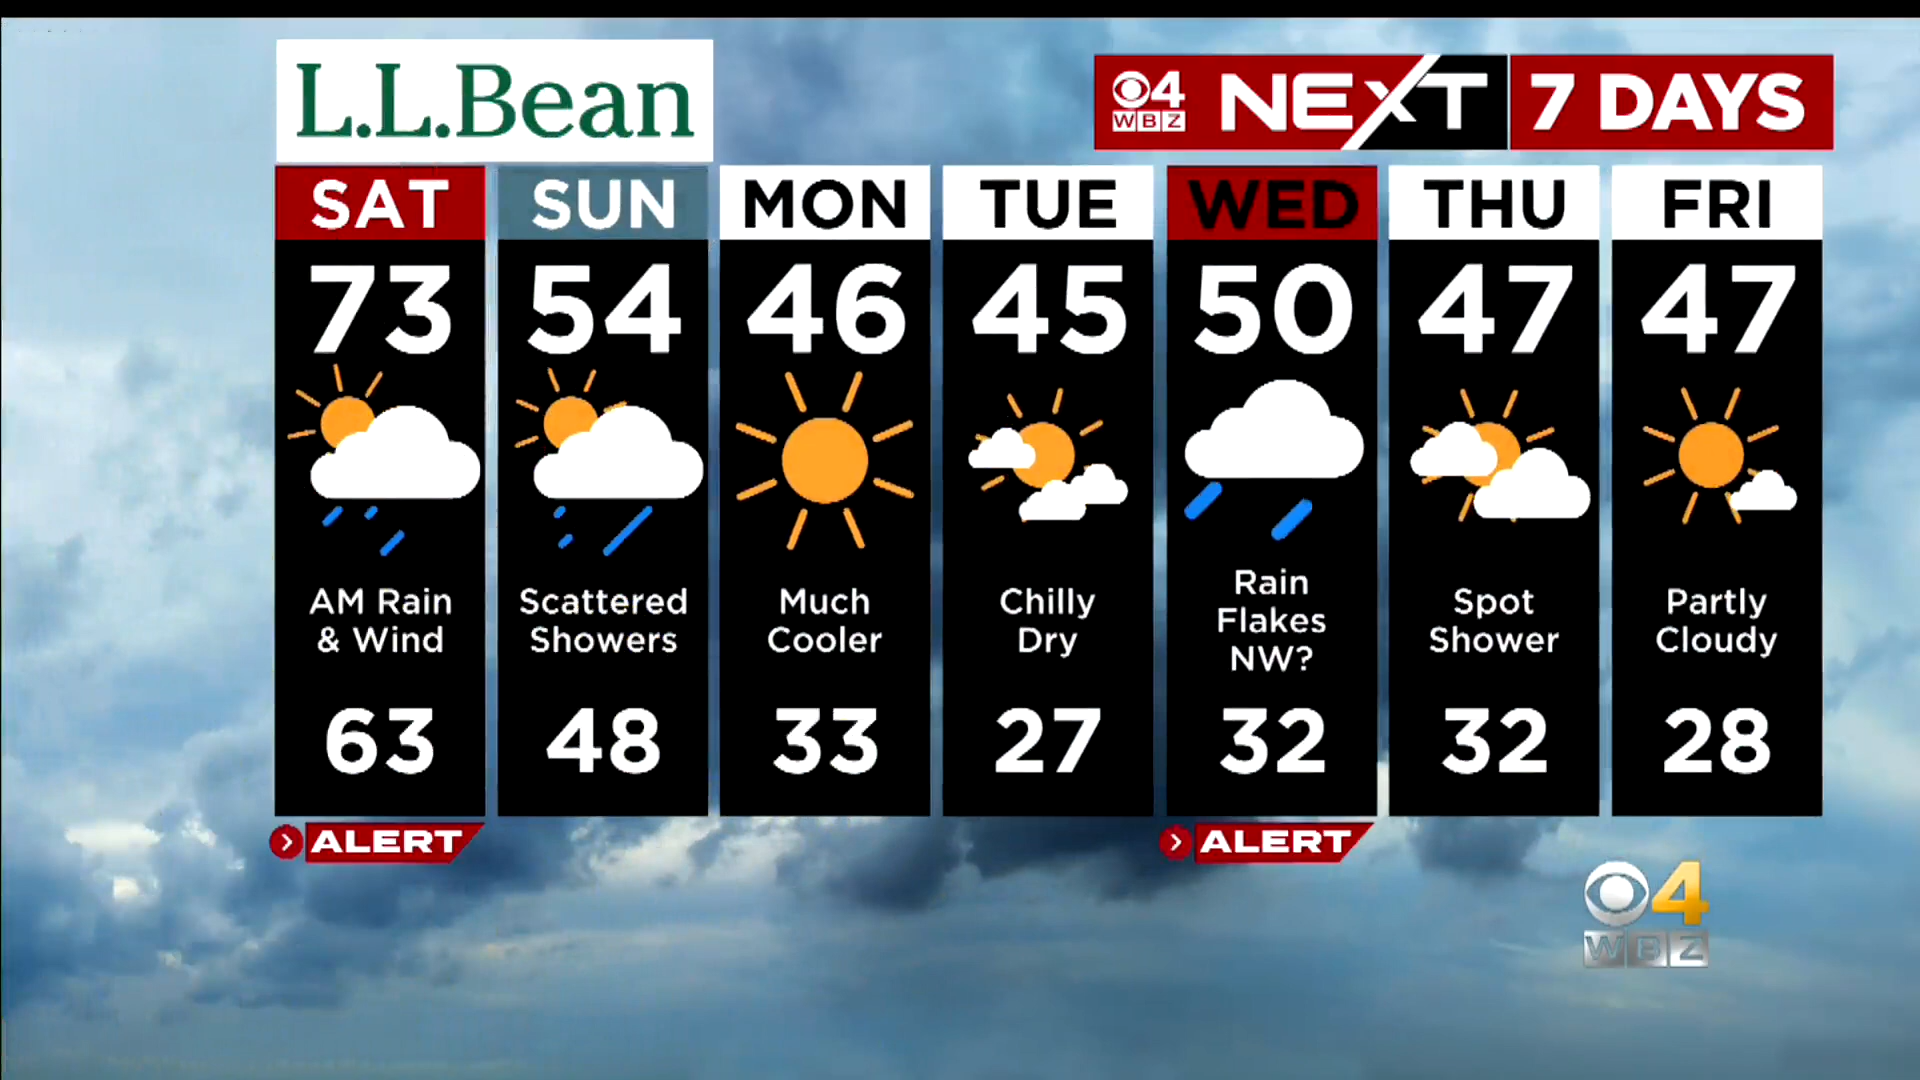 L.L.Bean
4 WBZ NEXT 7 DAYS
SAT SUN MON TUE WED THU FRI
73 54 46 45 50 47 47
AM Rain
& Wind
Scattered
Showers
Much
Cooler
Chilly
Dry
Rain
Flakes
NW?
Spot
Shower
Partly
Cloudy
63 48 33 27 32 32 28
ALERT ALERT
4
WBZ